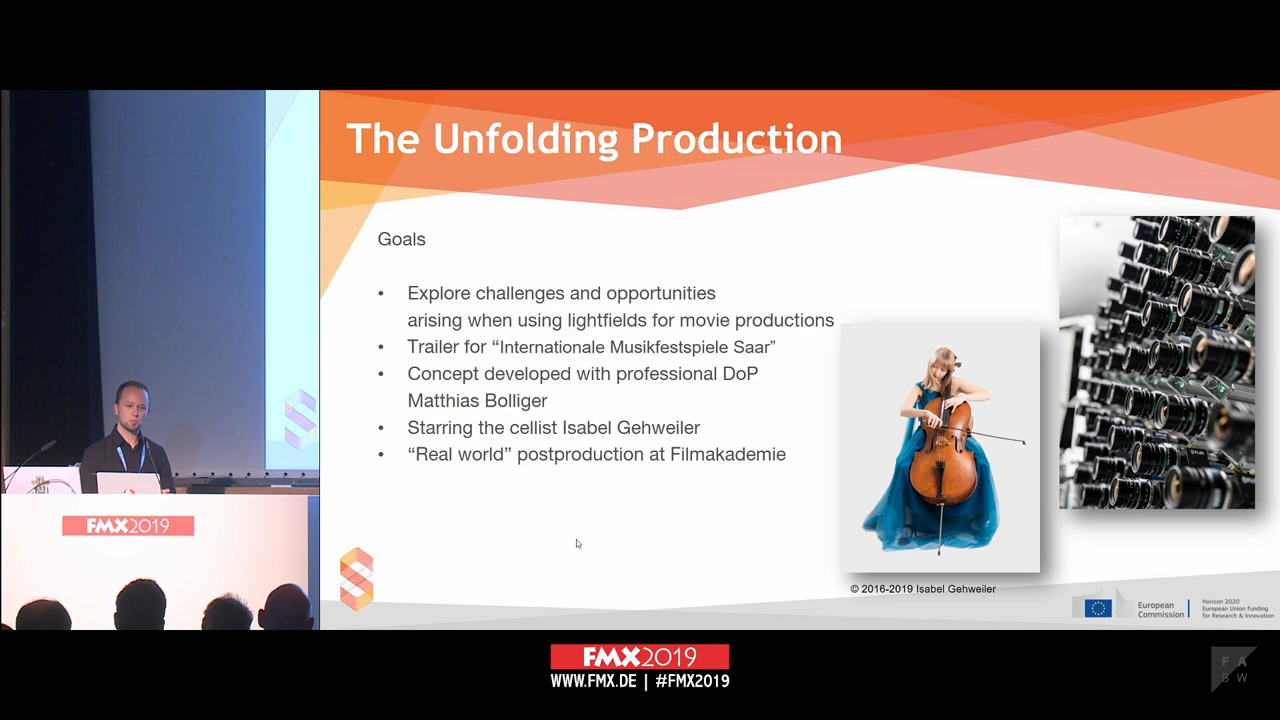 The Unfolding Production
Goals
• Explore challenges and opportunities
arising when using lightfields for movie productions
• Trailer for “Internationale Musikfestspiele Saar”
• Concept developed with professional DoP
Matthias Bolliger
• Starring the cellist Isabel Gehweiler
• “Real world” postproduction at Filmakademie
© 2016-2019 Isabel Gehweiler
European
Commission
Horizon 2020
European Union funding
for Research & Innovation
FMX2019
FMX2019
WWW.FMX.DE | #FMX2019
F A
B W